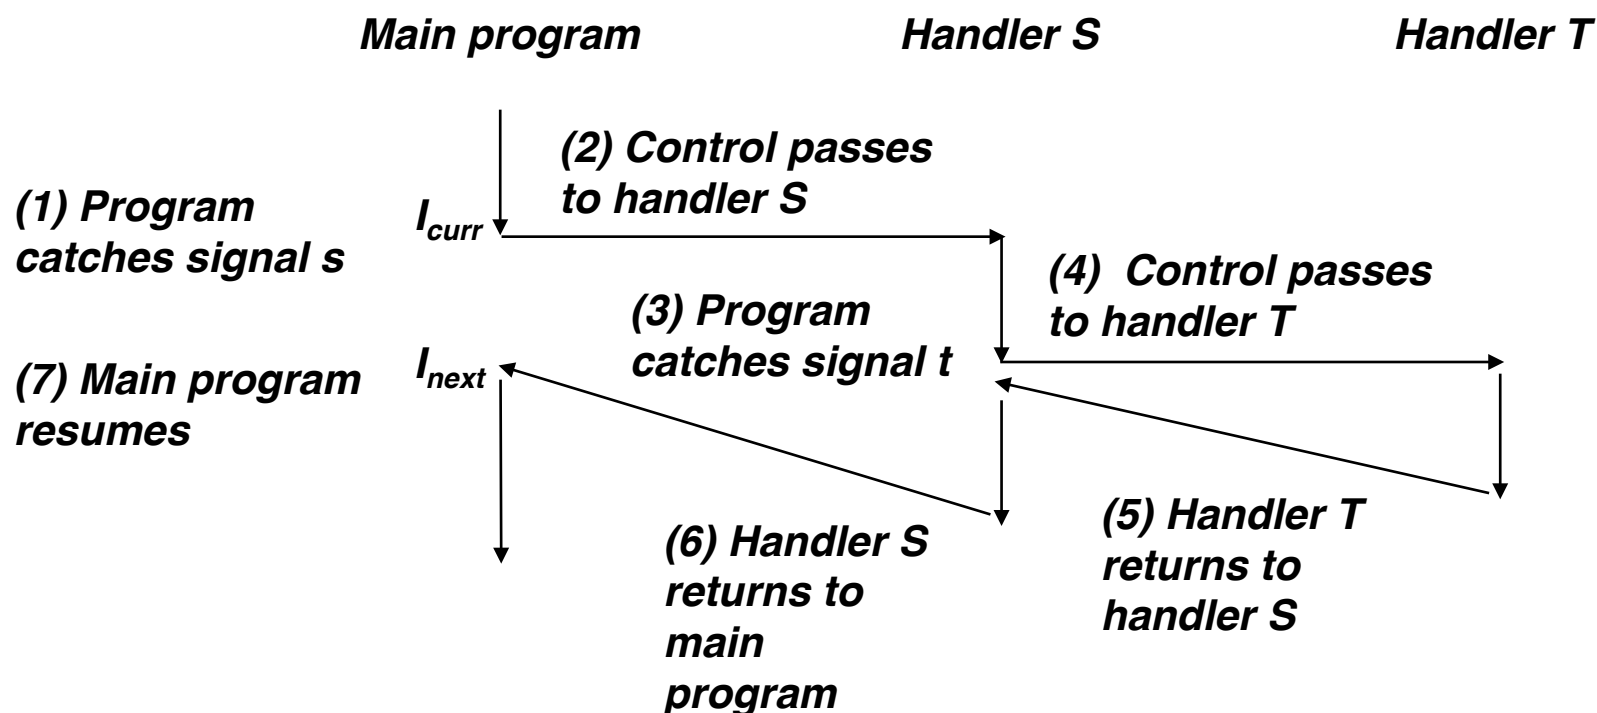 Main program
Handler S
Handler T
(1) Program
catches signal s
I_curr
(2) Control passes
to handler S
(3) Program
catches signal t
(4) Control passes
to handler T
(5) Handler T
returns to
handler S
(6) Handler S
returns to
main
program
(7) Main program
resumes
I_next